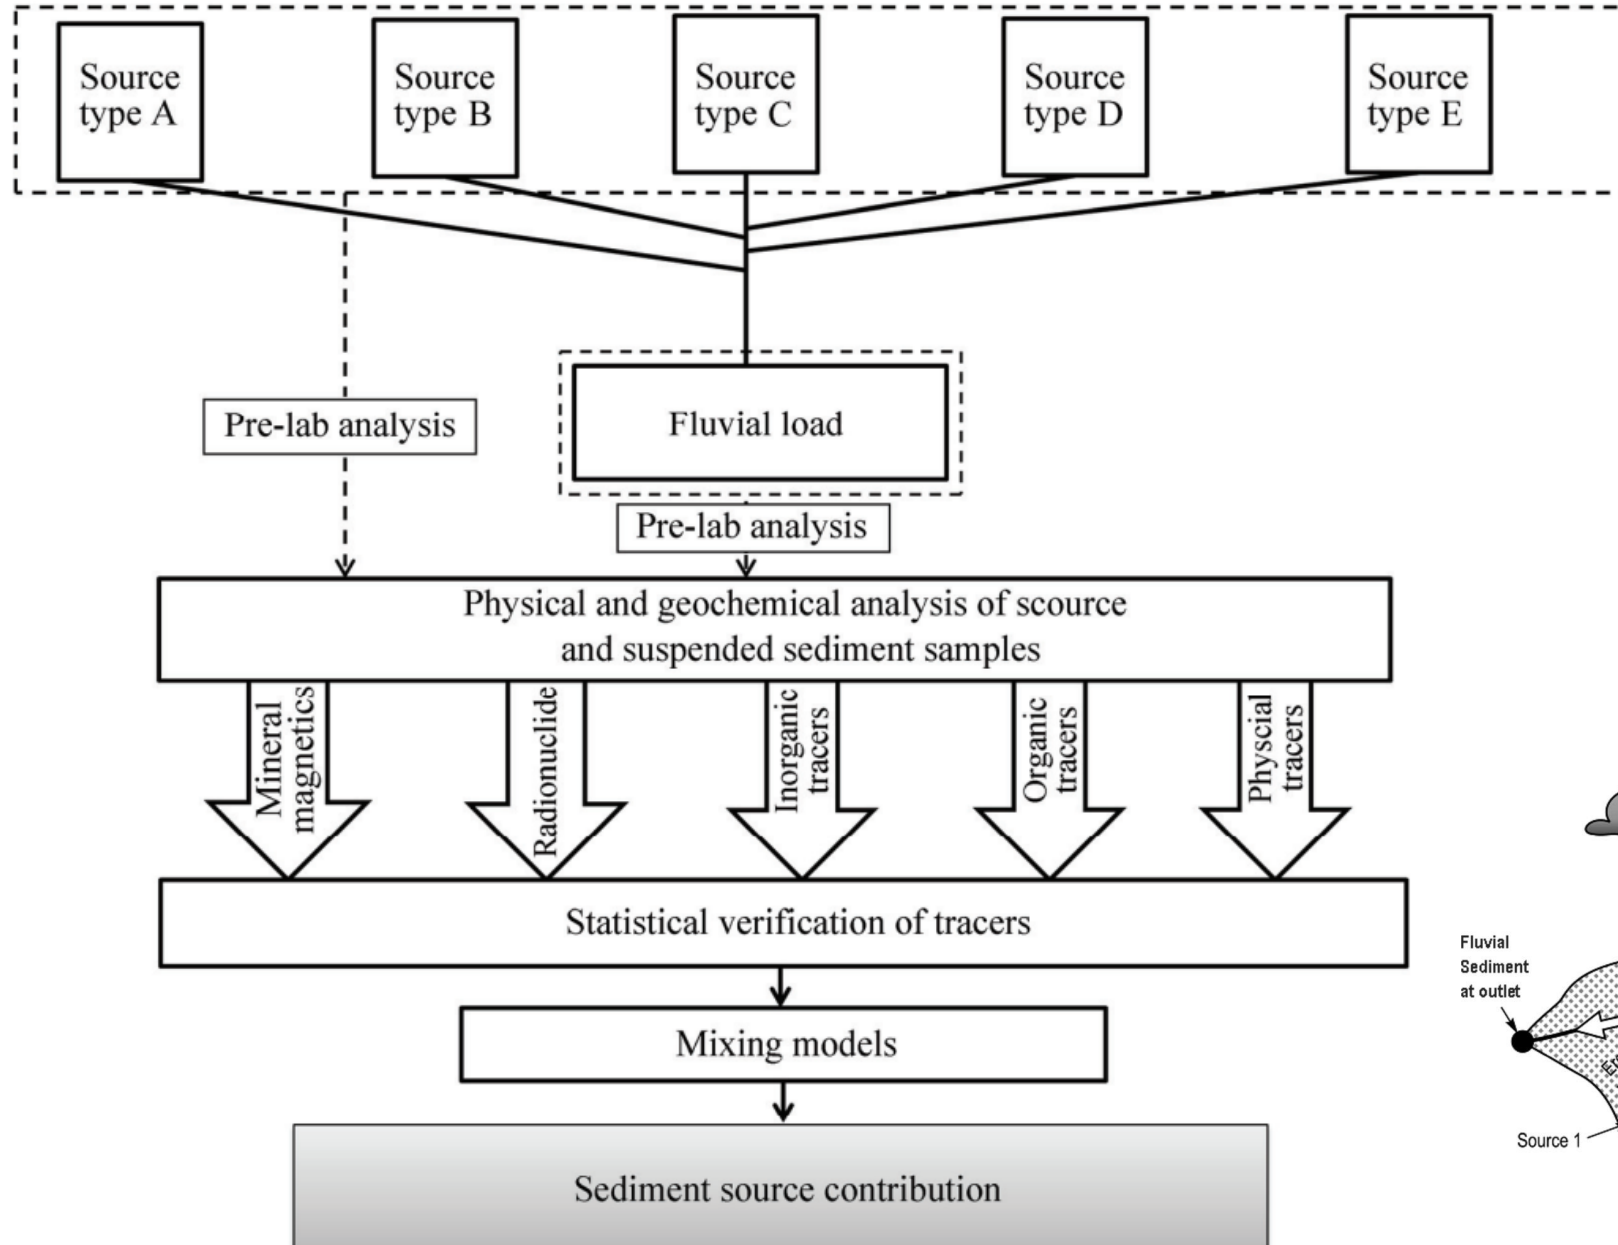 Source
type A
Source
type B
Source
type C
Source
type D
Source
type E
Pre-lab analysis
Fluvial load
Pre-lab analysis
Physical and geochemical analysis of scource
and suspended sediment samples
Mineral
magnetics
Radionuclide
Inorganic
tracers
Organic
tracers
Physcial
tracers
Statistical verification of tracers
Mixing models
Sediment source contribution
Fluvial
Sediment
at outlet
Source 1